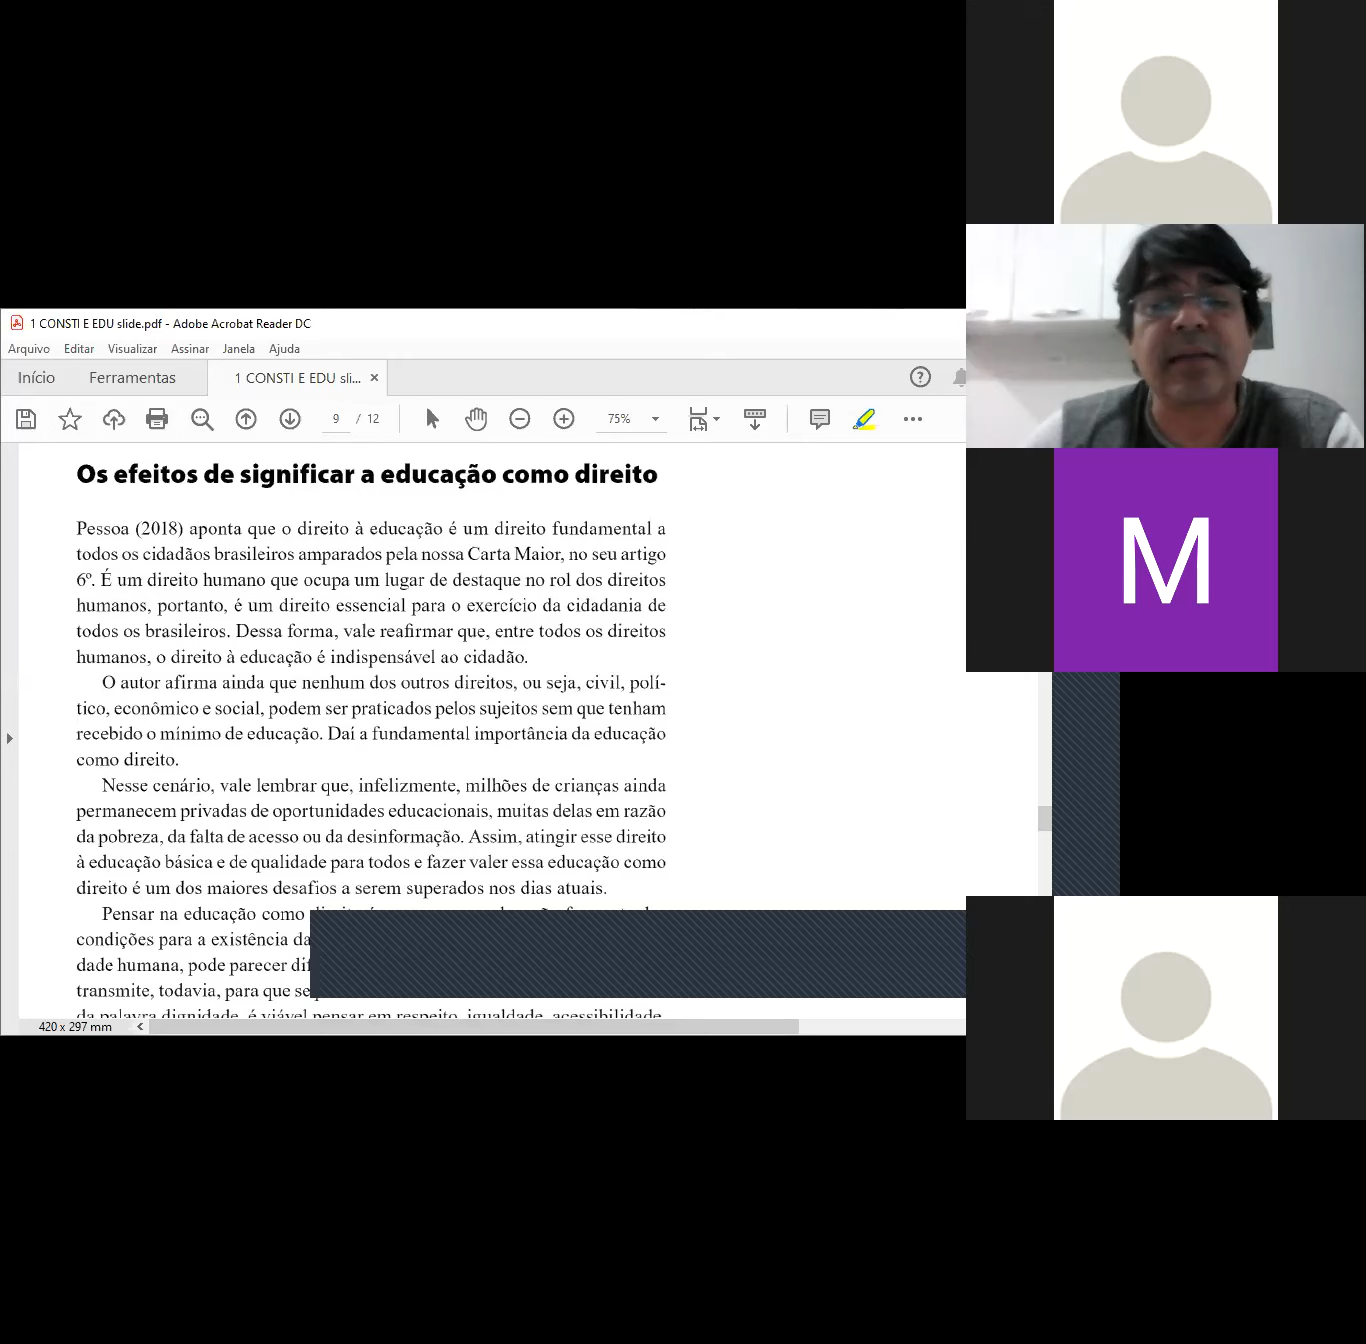 1 CONSTI E EDU slide.pdf - Adobe Acrobat Reader DC
Arquivo Editar Visualizar Assinar Janela Ajuda
Início Ferramentas 1 CONSTI E EDU sli... ×
9 / 12 75%
Os efeitos de significar a educação como direito
Pessoa (2018) aponta que o direito à educação é um direito fundamental a
todos os cidadãos brasileiros amparados pela nossa Carta Maior, no seu artigo
6º. É um direito humano que ocupa um lugar de destaque no rol dos direitos
humanos, portanto, é um direito essencial para o exercício da cidadania de
todos os brasileiros. Dessa forma, vale reafirmar que, entre todos os direitos
humanos, o direito à educação é indispensável ao cidadão.
O autor afirma ainda que nenhum dos outros direitos, ou seja, civil, polí-
tico, econômico e social, podem ser praticados pelos sujeitos sem que tenham
recebido o mínimo de educação. Daí a fundamental importância da educação
como direito.
Nesse cenário, vale lembrar que, infelizmente, milhões de crianças ainda
permanecem privadas de oportunidades educacionais, muitas delas em razão
da pobreza, da falta de acesso ou da desinformação. Assim, atingir esse direito
à educação básica e de qualidade para todos e fazer valer essa educação como
direito é um dos maiores desafios a serem superados nos dias atuais.
Pensar na educação como
condições para a existência da
dade humana, pode parecer
transmite, todavia, para que se
da palavra dignidade, é viável pensar em respeito, igualdade, acessibilidade,
420 x 297 mm
M